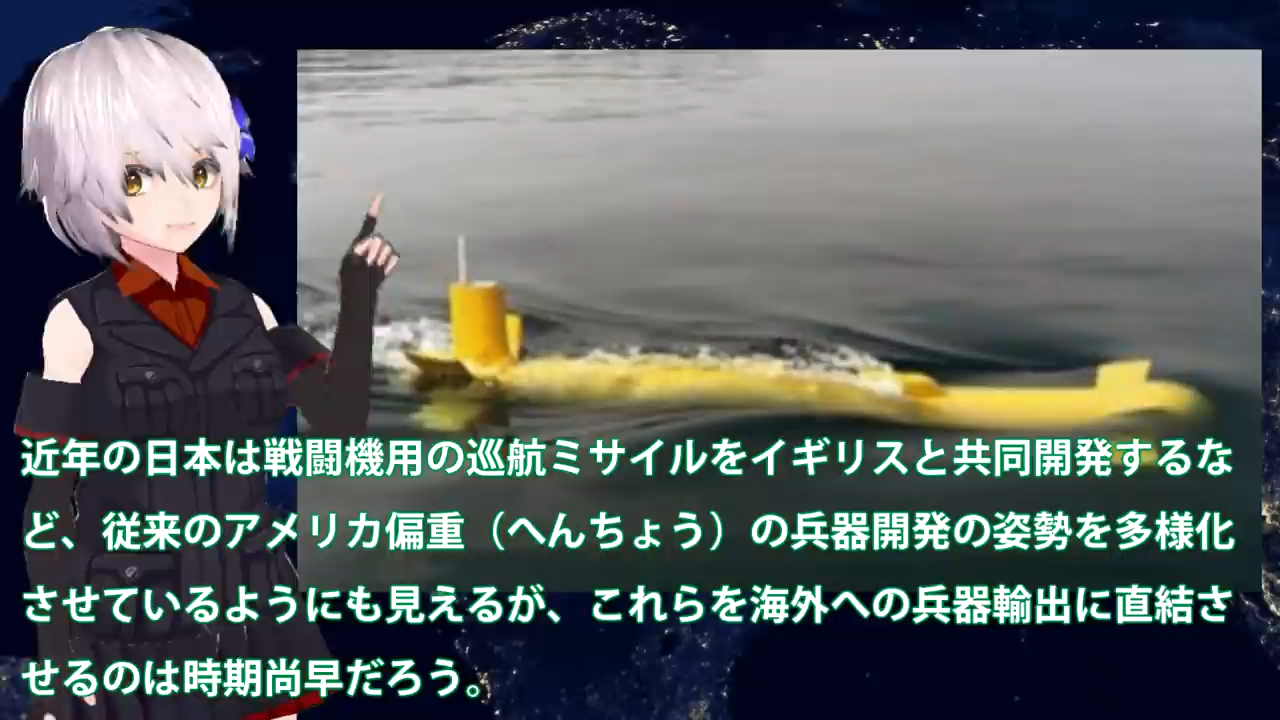 近年の日本は戦闘機用の巡航ミサイルをイギリスと共同開発するな
ど、従来のアメリカ偏重（へんちょう）の兵器開発の姿勢を多様化
させているようにも見えるが、これらを海外への兵器輸出に直結さ
せるのは時期尚早だろう。